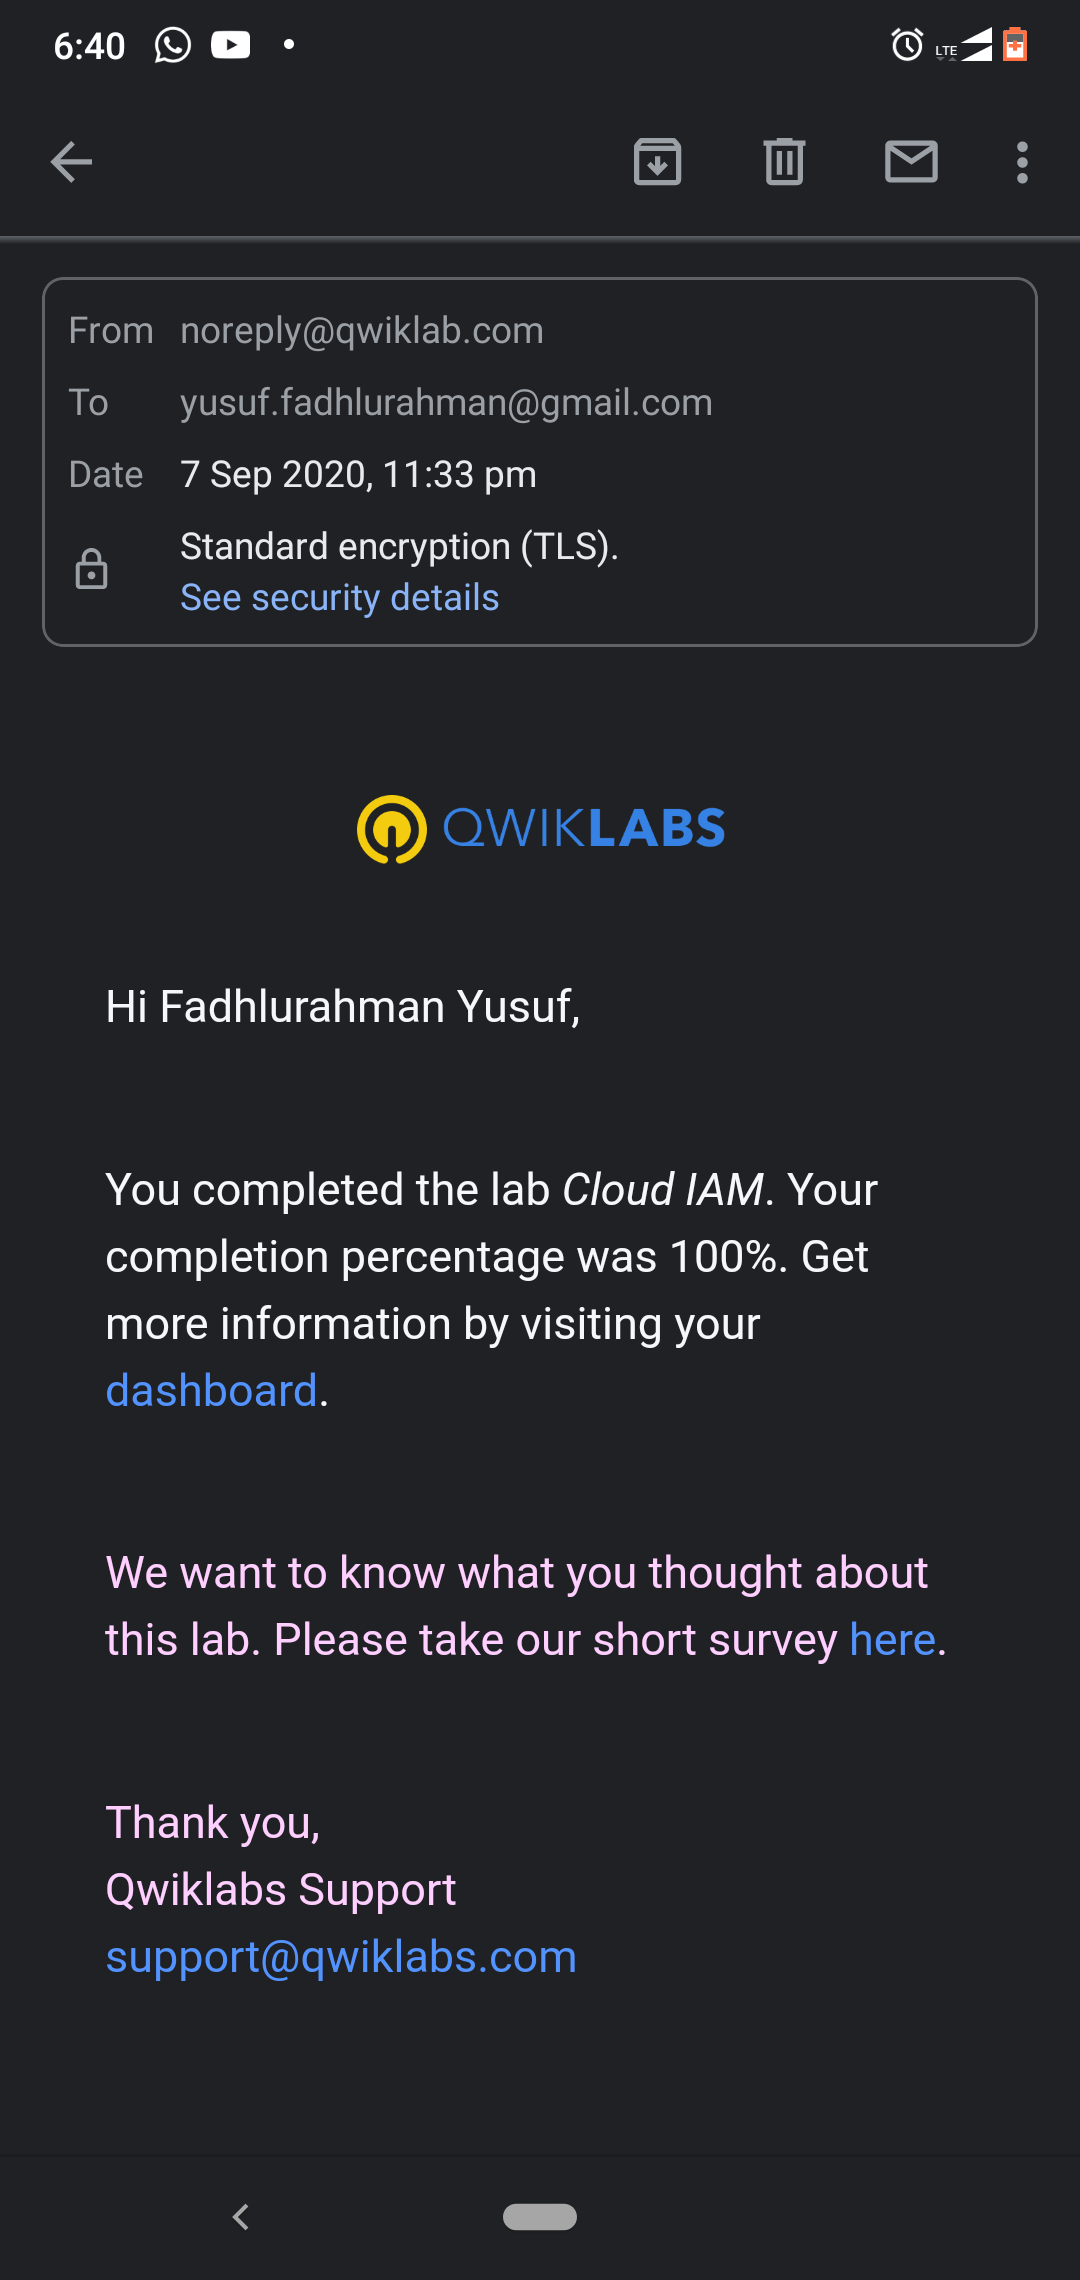 6:40
LTE
From noreply@qwiklab.com
To yusuf.fadhlurahman@gmail.com
Date 7 Sep 2020, 11:33 pm
Standard encryption (TLS).
See security details
QWIKLABS
Hi Fadhlurahman Yusuf,
You completed the lab Cloud IAM. Your
completion percentage was 100%. Get
more information by visiting your
dashboard.
We want to know what you thought about
this lab. Please take our short survey here.
Thank you,
Qwiklabs Support
support@qwiklabs.com